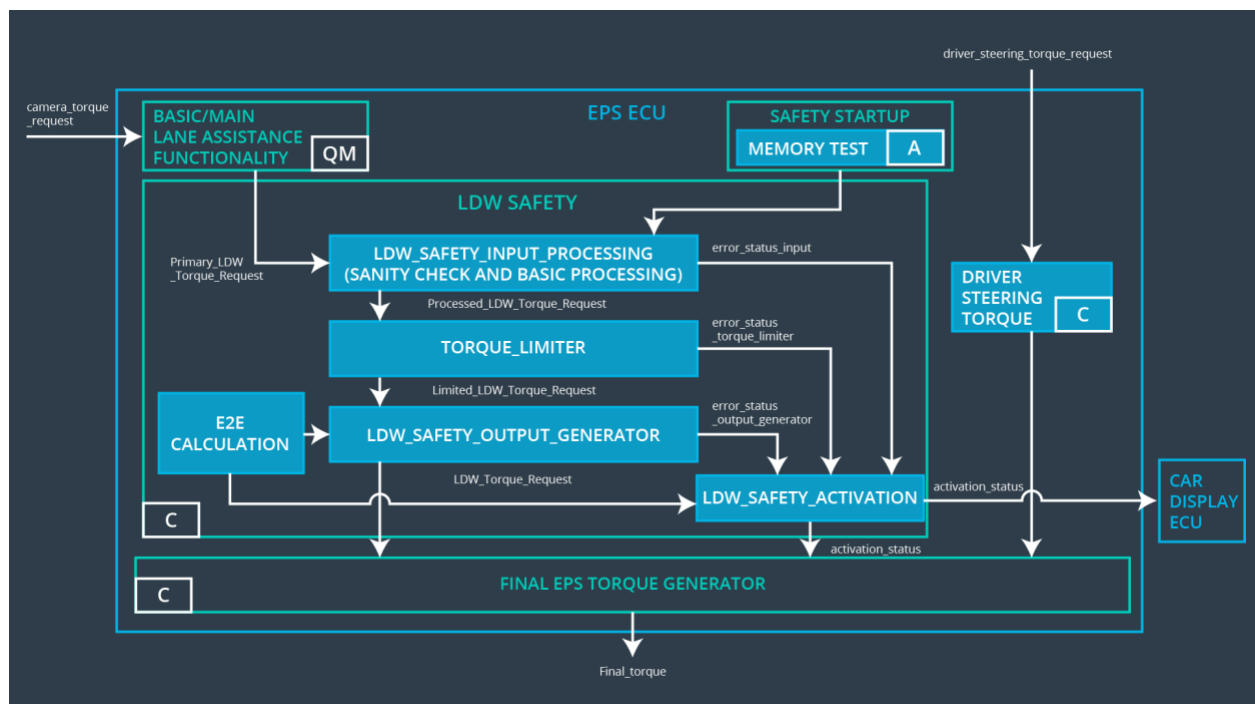 driver_steering_torque_request
camera_torque
_request
EPS ECU
BASIC/MAIN
LANE ASSISTANCE
FUNCTIONALITY
QM
SAFETY STARTUP
MEMORY TEST
A
LDW SAFETY
Primary_LDW
_Torque_Request
LDW_SAFETY_INPUT_PROCESSING
(SANITY CHECK AND BASIC PROCESSING)
error_status_input
DRIVER
STEERING
TORQUE
C
Processed_LDW_Torque_Request
TORQUE_LIMITER
error_status
_torque_limiter
Limited_LDW_Torque_Request
E2E
CALCULATION
LDW_SAFETY_OUTPUT_GENERATOR
error_status
_output_generator
LDW_Torque_Request
LDW_SAFETY_ACTIVATION
activation_status
CAR
DISPLAY
ECU
C
activation_status
FINAL EPS TORQUE GENERATOR
C
Final_torque